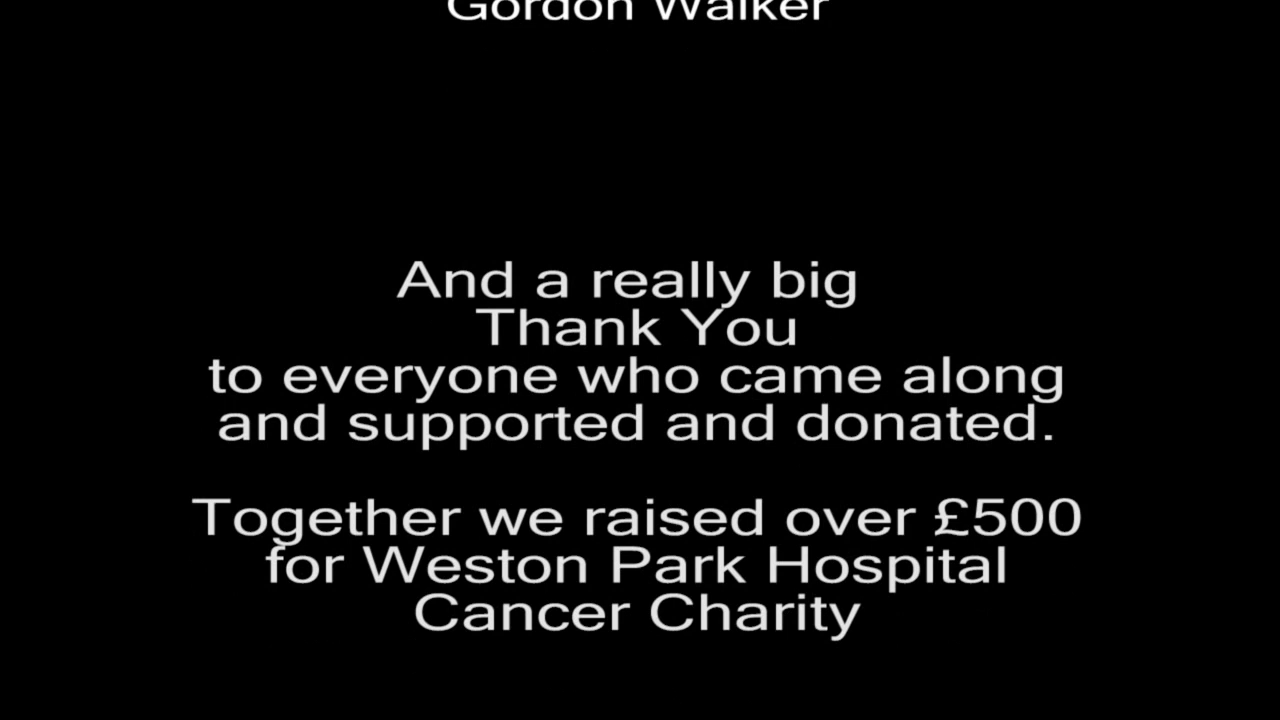 Gordon Walker
And a really big
Thank You
to everyone who came along
and supported and donated.
Together we raised over £500
for Weston Park Hospital
Cancer Charity